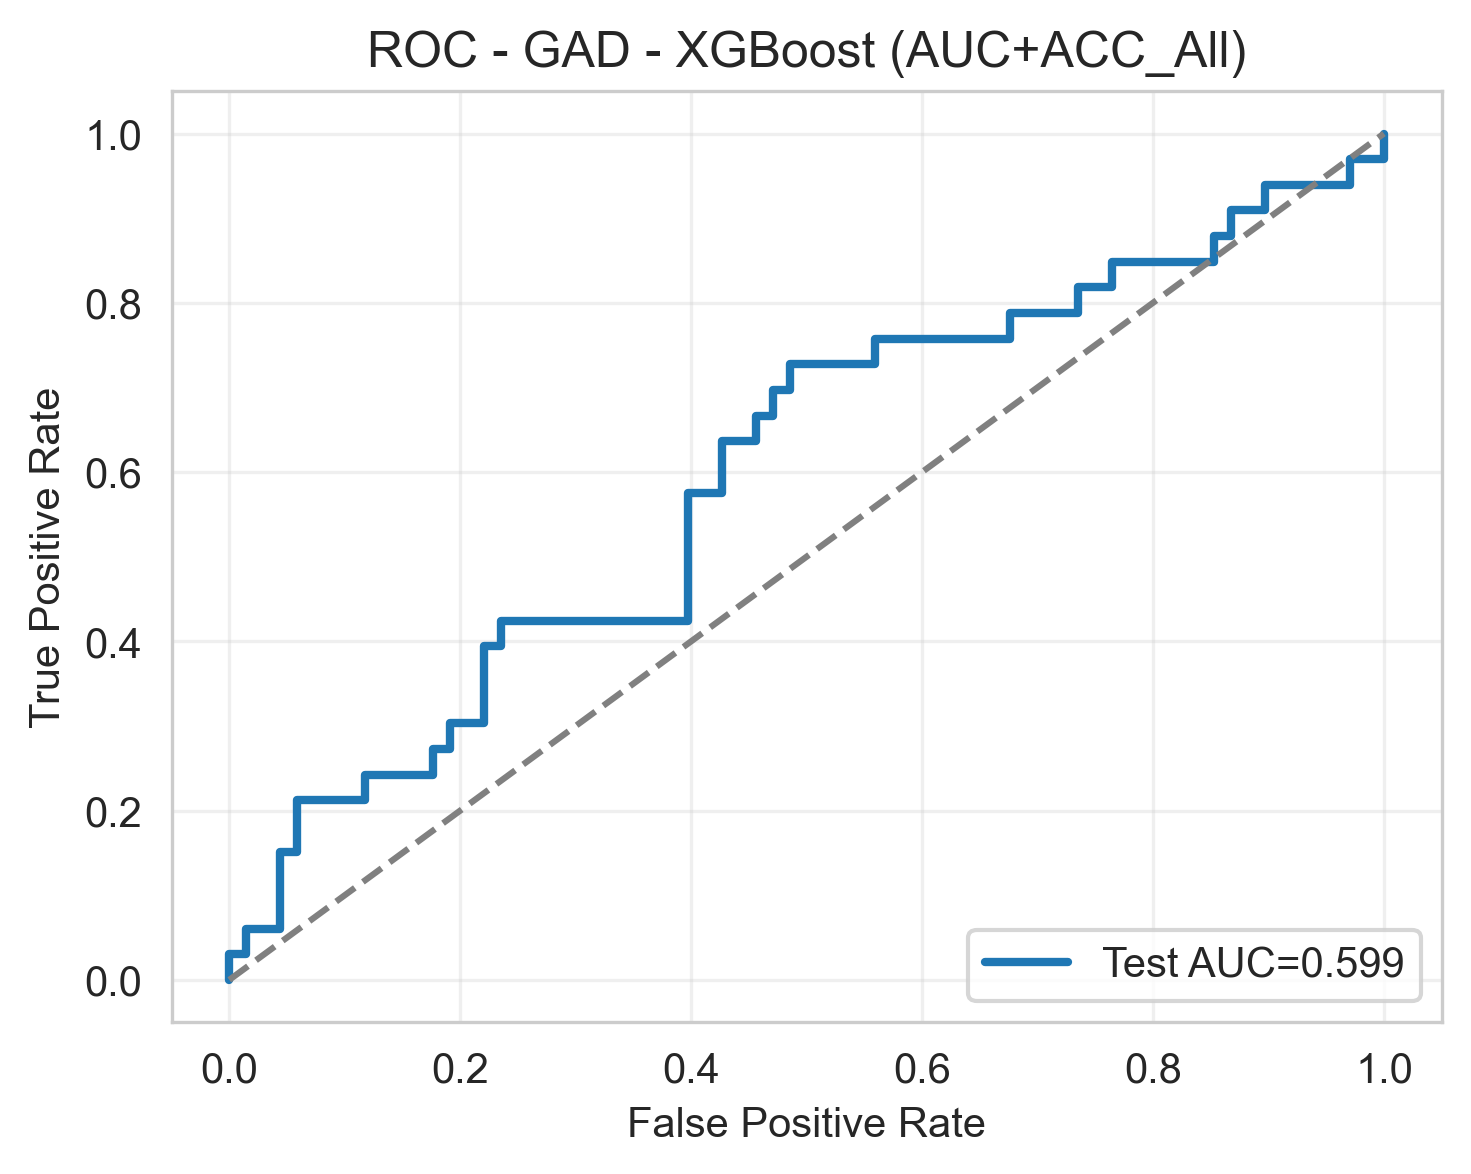 ROC - GAD - XGBoost (AUC+ACC_All)
True Positive Rate
1.0
0.8
0.6
0.4
0.2
0.0
Test AUC=0.599
0.0 0.2 0.4 0.6 0.8 1.0
False Positive Rate